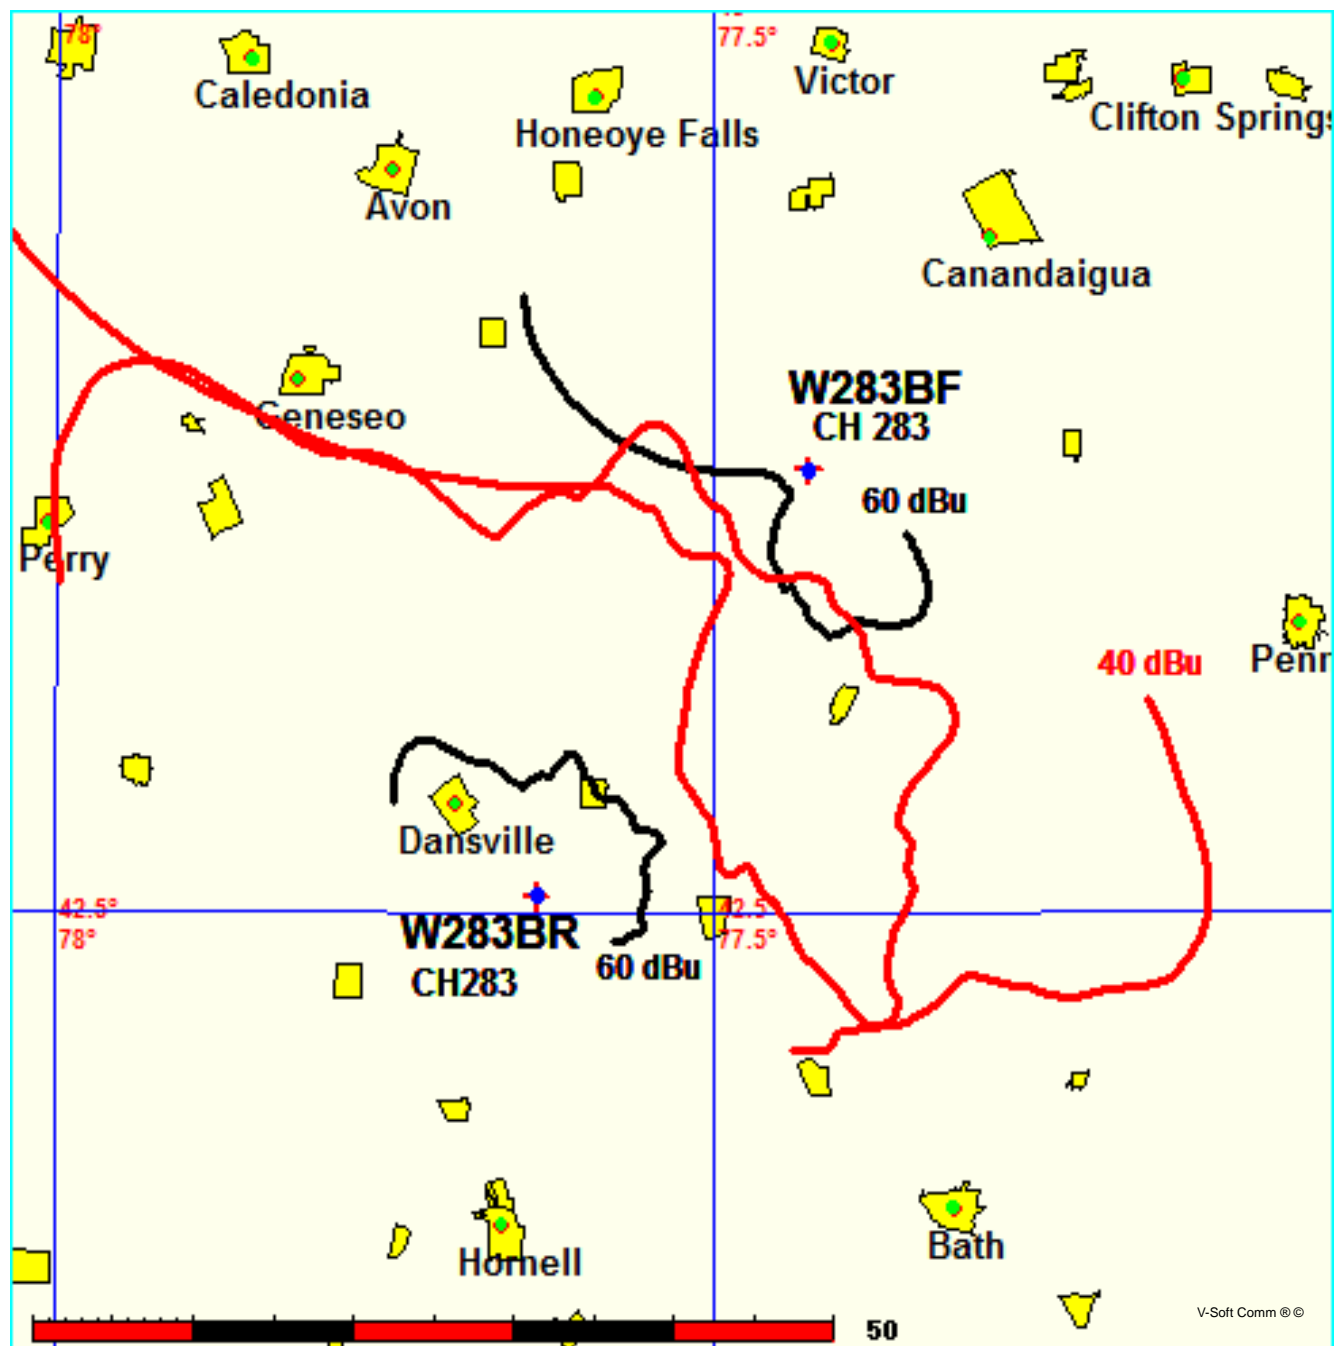 78°
77.5°
Caledonia
Victor
Clifton Springs
Honeoye Falls
Avon
Canandaigua
W283BF
CH 283
Geneseo
60 dBu
Perry
Penn
40 dBu
Dansville
42.5°
42.5°
W283BR
78°
77.5°
60 dBu
CH283
Bath
Hornell
V-Soft Comm ® ©
50